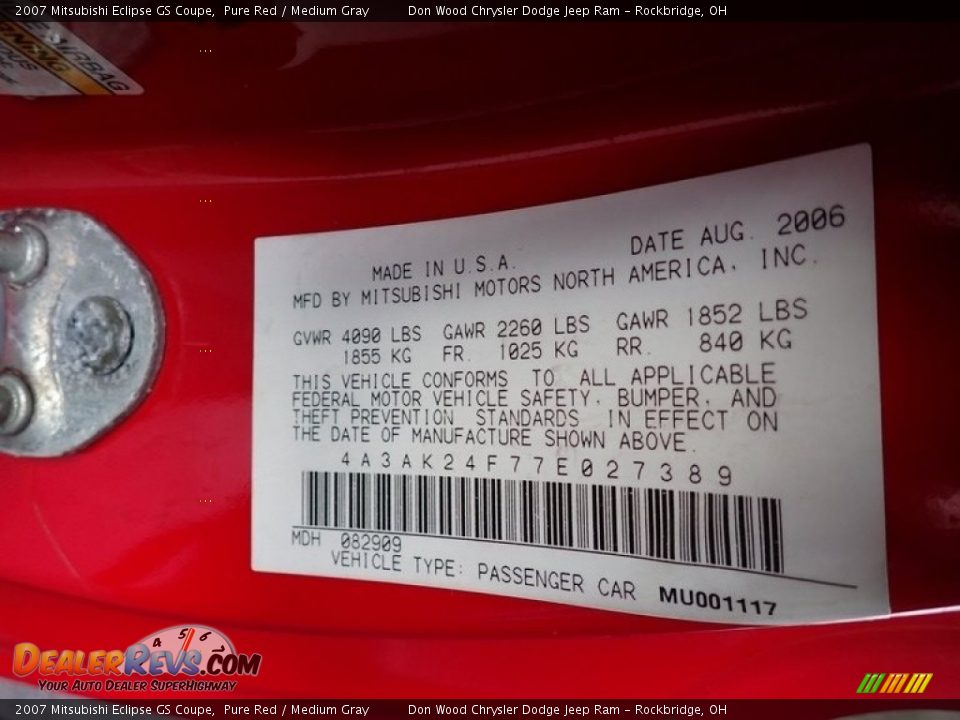 2007 Mitsubishi Eclipse GS Coupe, Pure Red / Medium Gray Don Wood Chrysler Dodge Jeep Ram - Rockbridge, OH
AIRBAG
MADE IN U.S.A. DATE AUG. 2006
MFD BY MITSUBISHI MOTORS NORTH AMERICA, INC.
GVWR 4090 LBS GAWR 2260 LBS GAWR 1852 LBS
1855 KG FR. 1025 KG RR. 840 KG
THIS VEHICLE CONFORMS TO ALL APPLICABLE
FEDERAL MOTOR VEHICLE SAFETY, BUMPER, AND
THEFT PREVENTION STANDARDS IN EFFECT ON
THE DATE OF MANUFACTURE SHOWN ABOVE.
4A3AK24F77E027389
MDH 082909
VEHICLE TYPE: PASSENGER CAR MU001117
4 5 6
DEALERREVS.COM
YOUR AUTO DEALER SUPERHIGHWAY
2007 Mitsubishi Eclipse GS Coupe, Pure Red / Medium Gray Don Wood Chrysler Dodge Jeep Ram - Rockbridge, OH